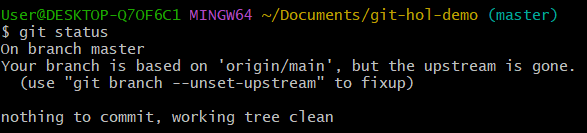 User@DESKTOP-Q7OF6C1 MINGW64 ~/Documents/git-hol-demo (master)
$ git status
On branch master
Your branch is based on 'origin/main', but the upstream is gone.
  (use "git branch --unset-upstream" to fixup)

nothing to commit, working tree clean